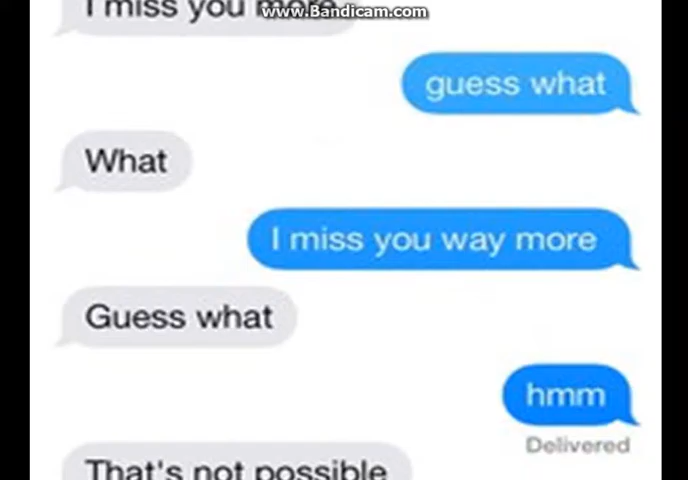 www.Bandicam.com
I miss you more
guess what
What
I miss you way more
Guess what
hmm
Delivered
That's not possible